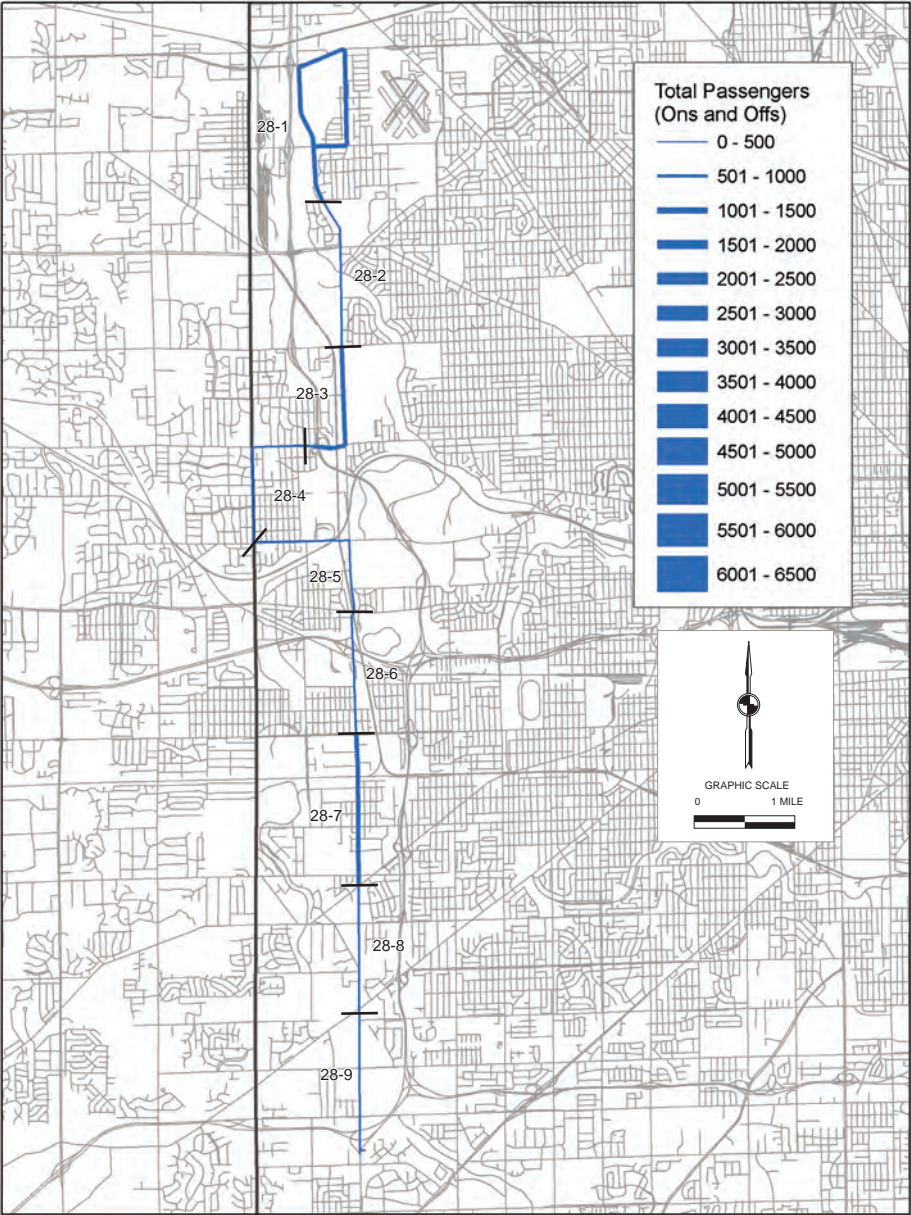 28-1
28-2
28-3
28-4
28-5
28-6
28-7
28-8
28-9
Total Passengers
(Ons and Offs)
0 - 500
501 - 1000
1001 - 1500
1501 - 2000
2001 - 2500
2501 - 3000
3001 - 3500
3501 - 4000
4001 - 4500
4501 - 5000
5001 - 5500
5501 - 6000
6001 - 6500
GRAPHIC SCALE
0 1 MILE